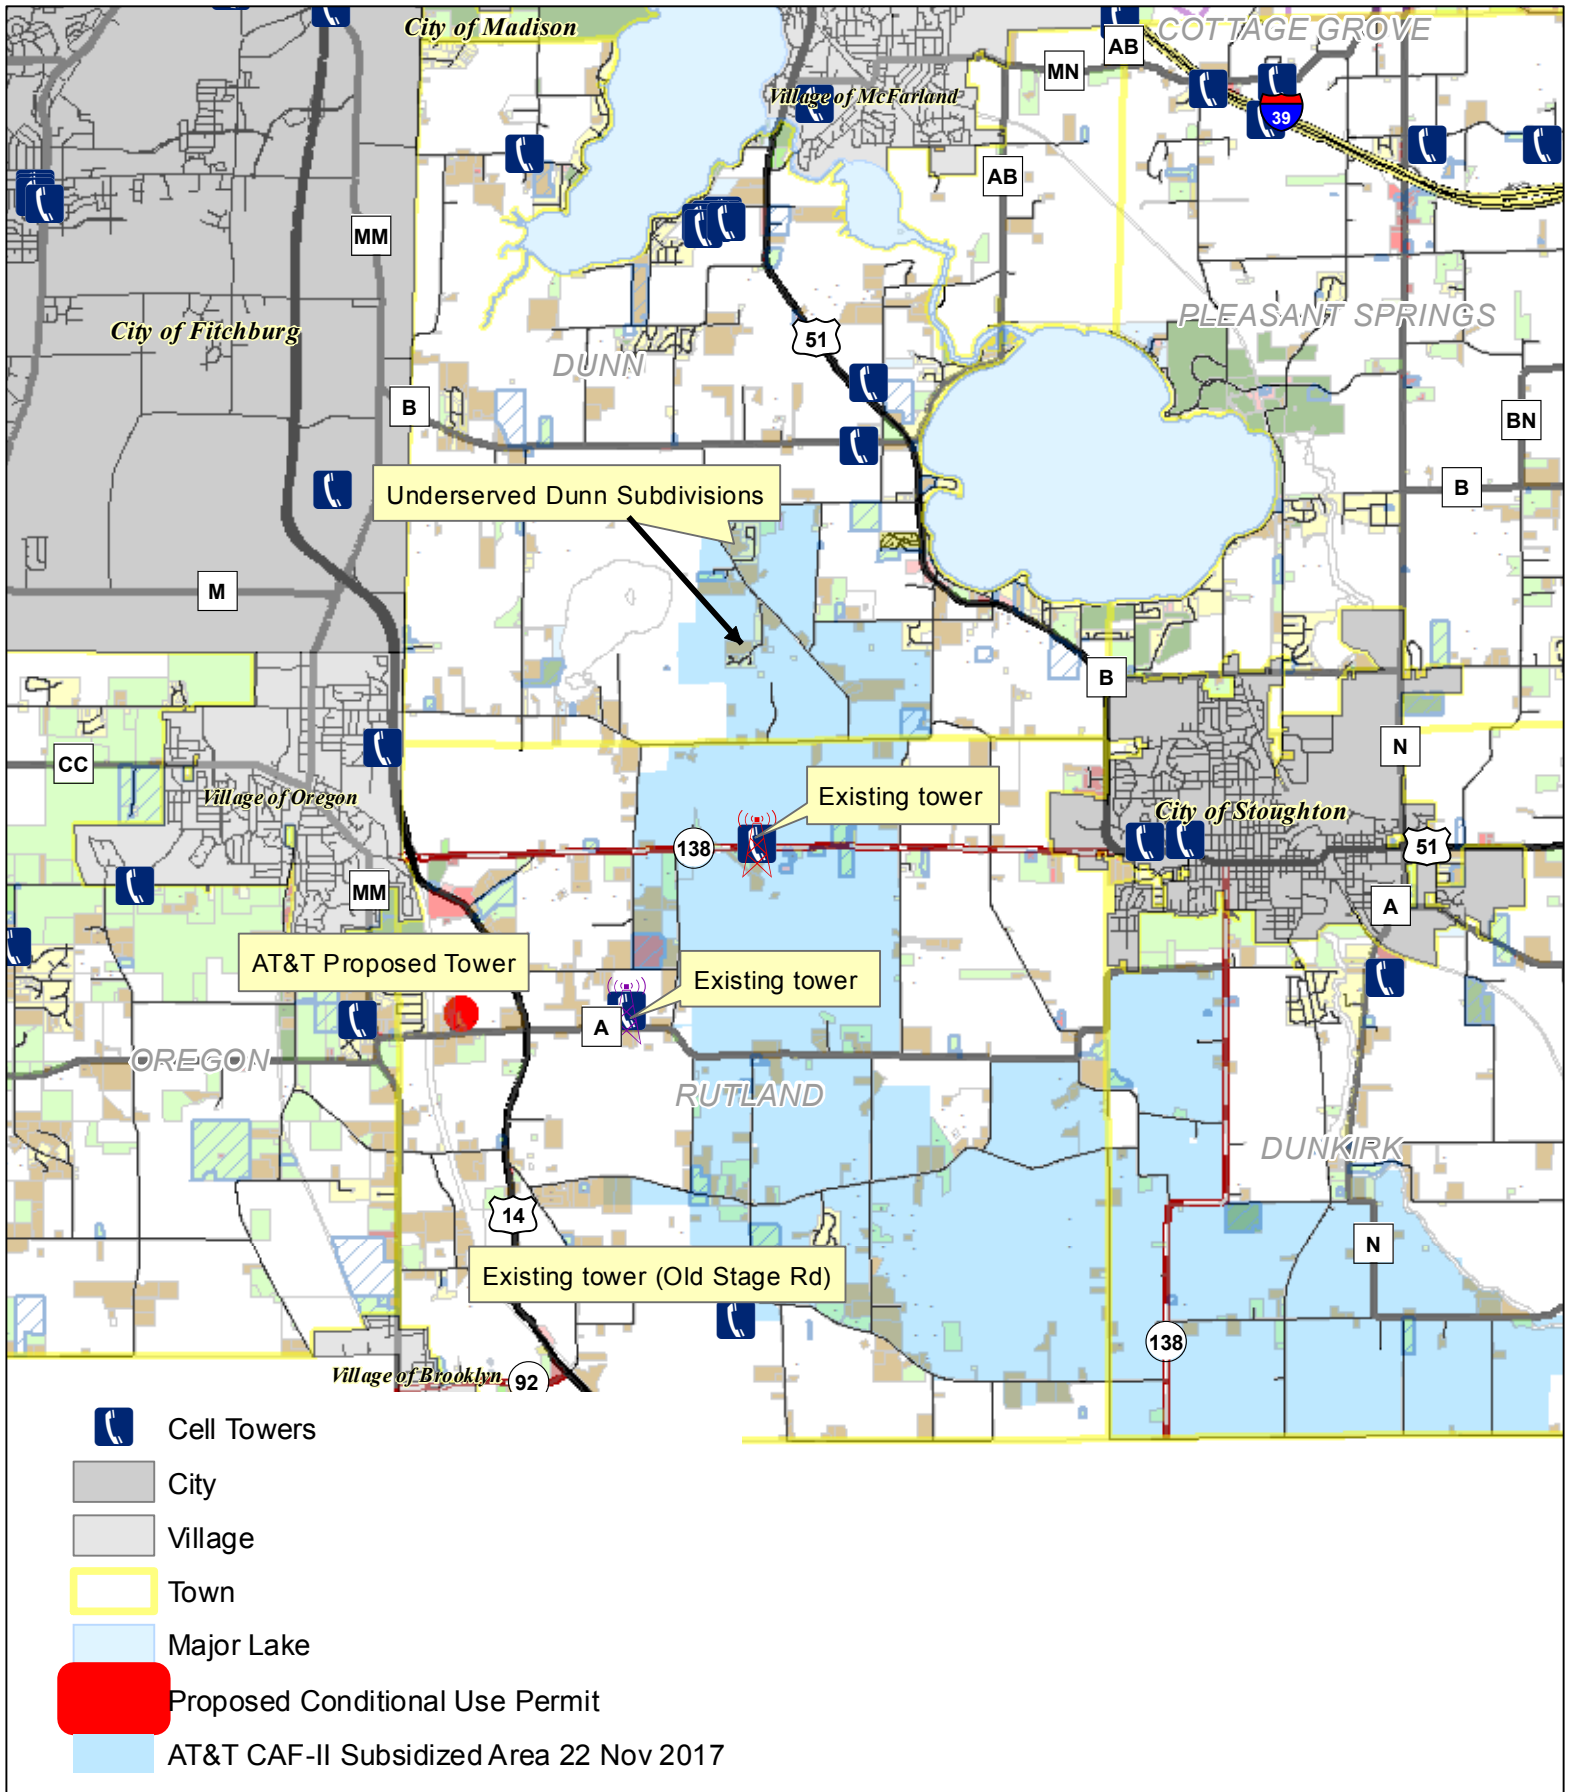 City of Madison
COTTAGE GROVE
AB
MN
Village of McFarland
39
AB
MM
PLEASANT SPRINGS
City of Fitchburg
51
DUNN
B
BN
B
Underserved Dunn Subdivisions
M
B
N
CC
Village of Oregon
Existing tower
City of Stoughton
138
51
MM
A
AT&T Proposed Tower
Existing tower
A
OREGON
RUTLAND
DUNKIRK
14
N
Existing tower (Old Stage Rd)
138
Village of Brooklyn
92
Cell Towers
City
Village
Town
Major Lake
Proposed Conditional Use Permit
AT&T CAF-II Subsidized Area 22 Nov 2017